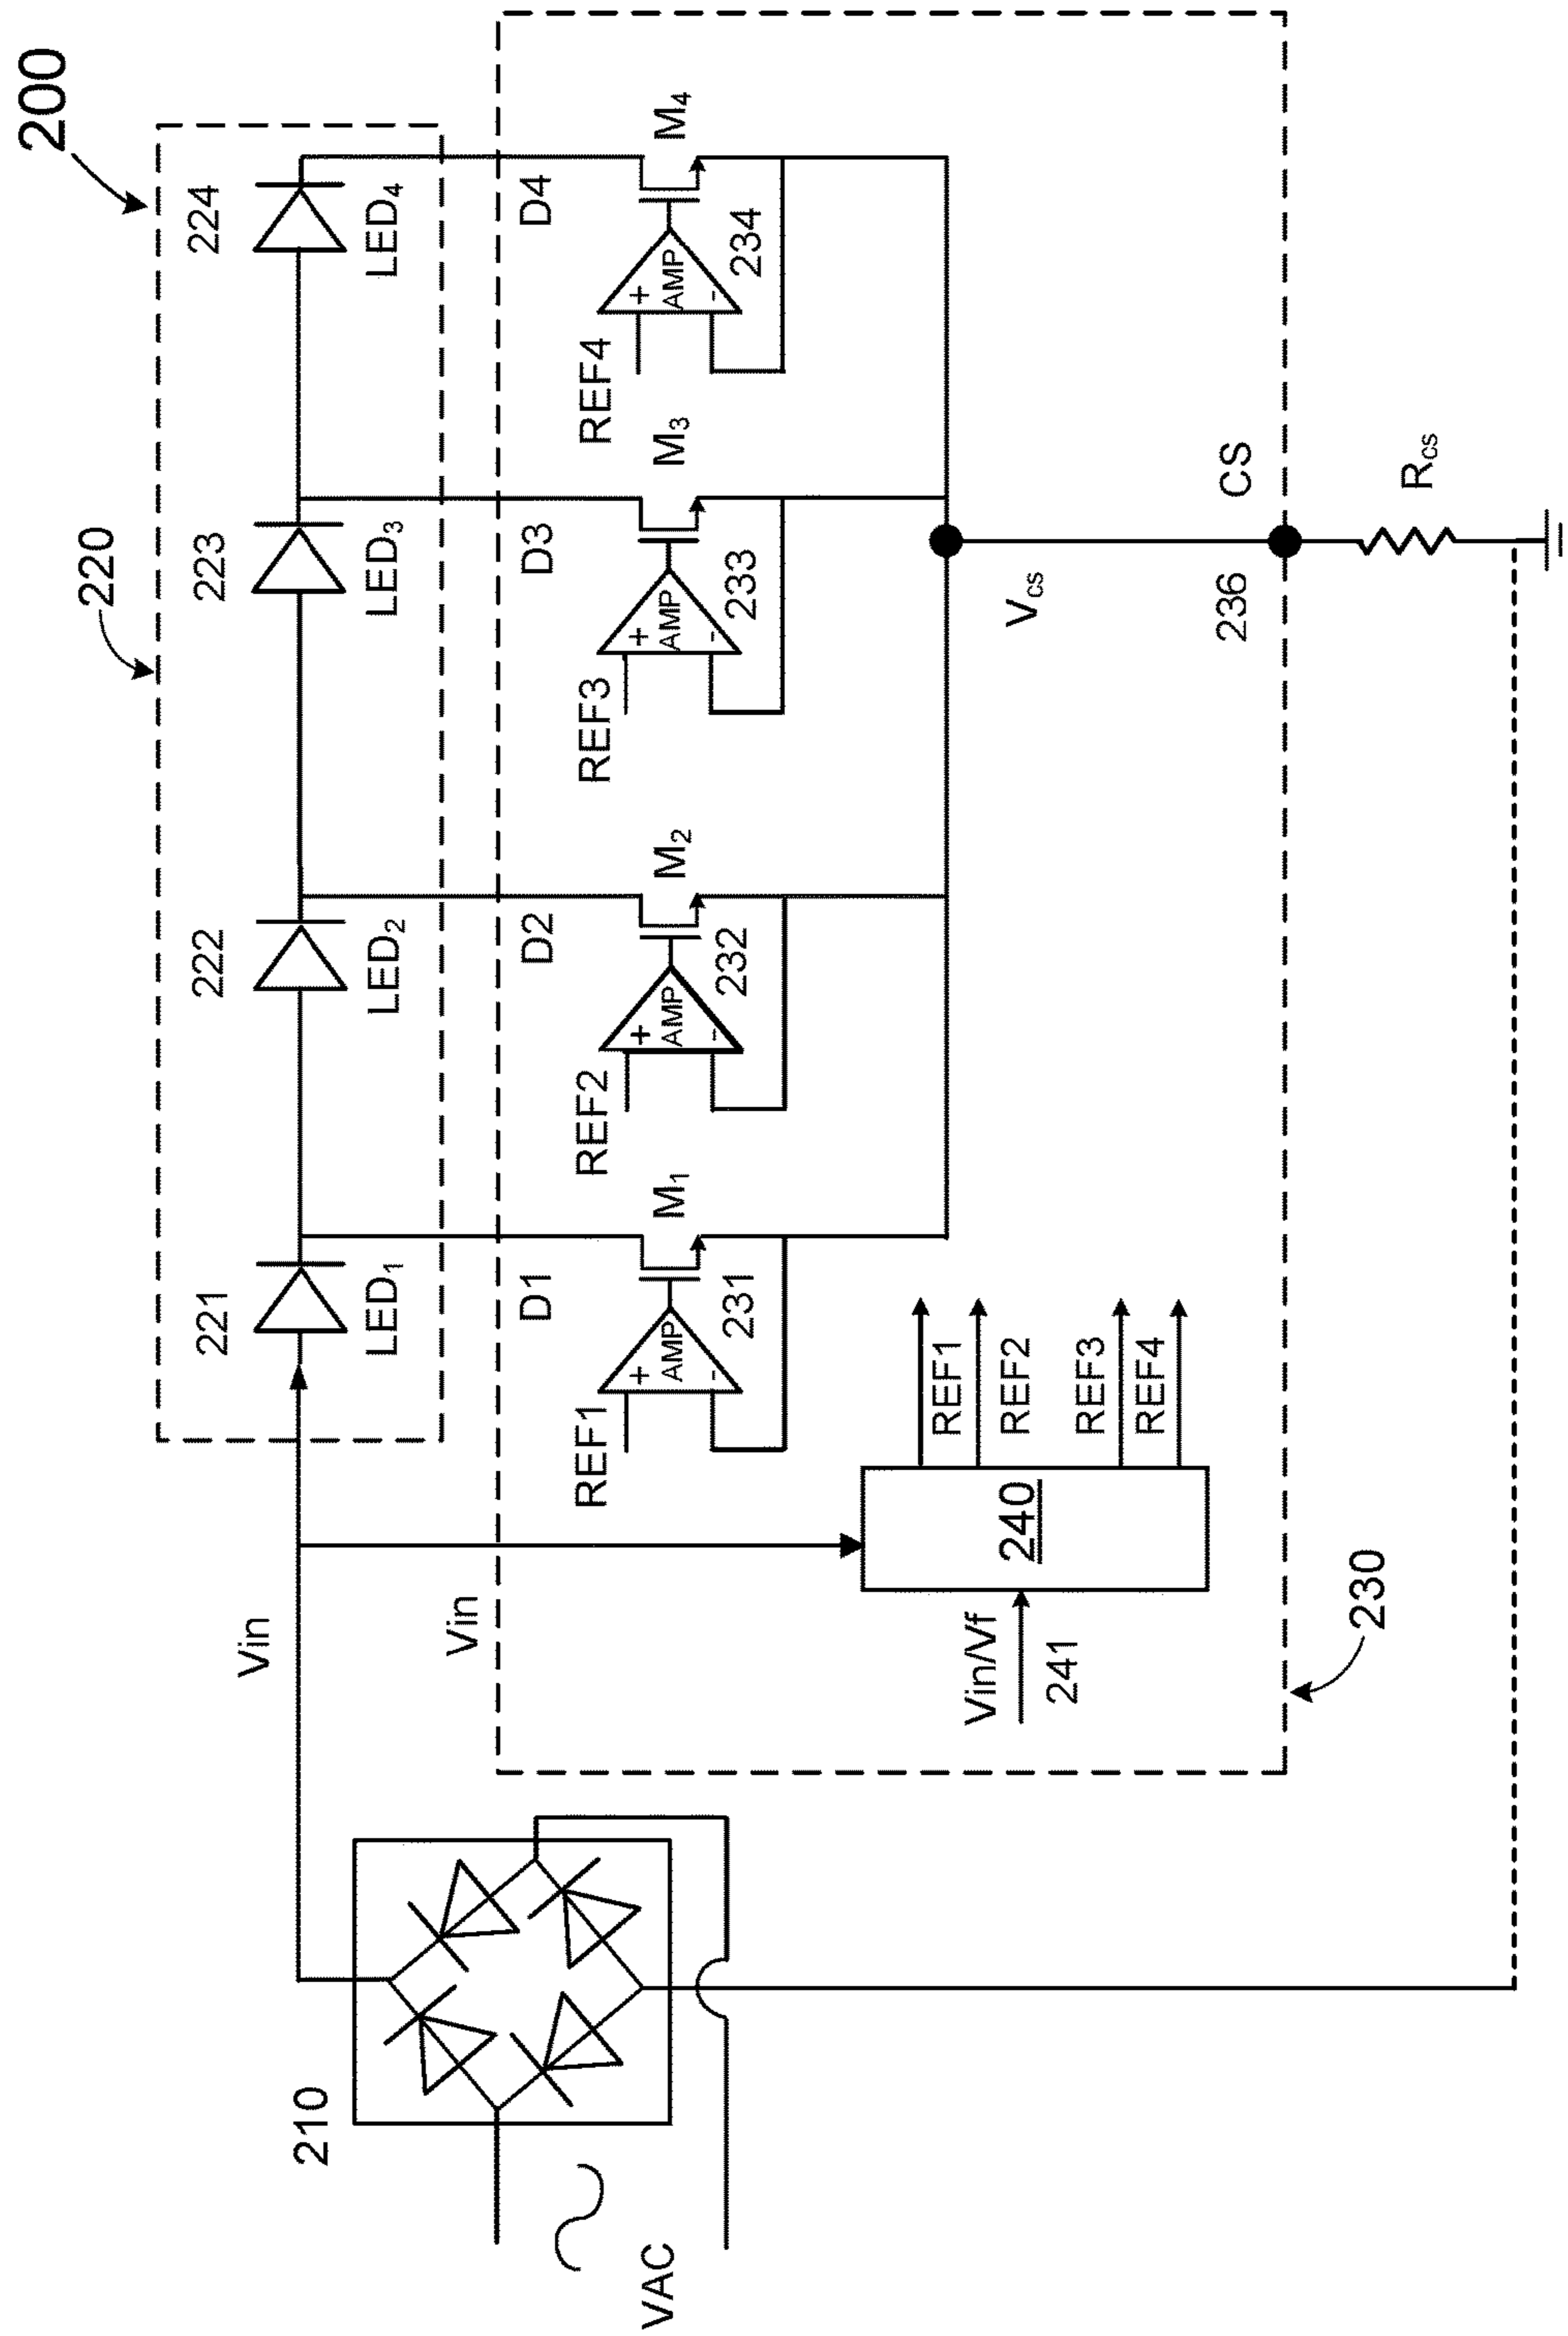 200
220
221
222
223
224
LED1
LED2
LED3
LED4
Vin
Vin
210
VAC
D1
D2
D3
D4
M1
M2
M3
M4
REF1
+
AMP
-
231
REF2
+
AMP
-
232
REF3
+
AMP
-
233
REF4
+
AMP
-
234
Vin/Vf
241
240
REF1
REF2
REF3
REF4
Vcs
236
CS
Rcs
230